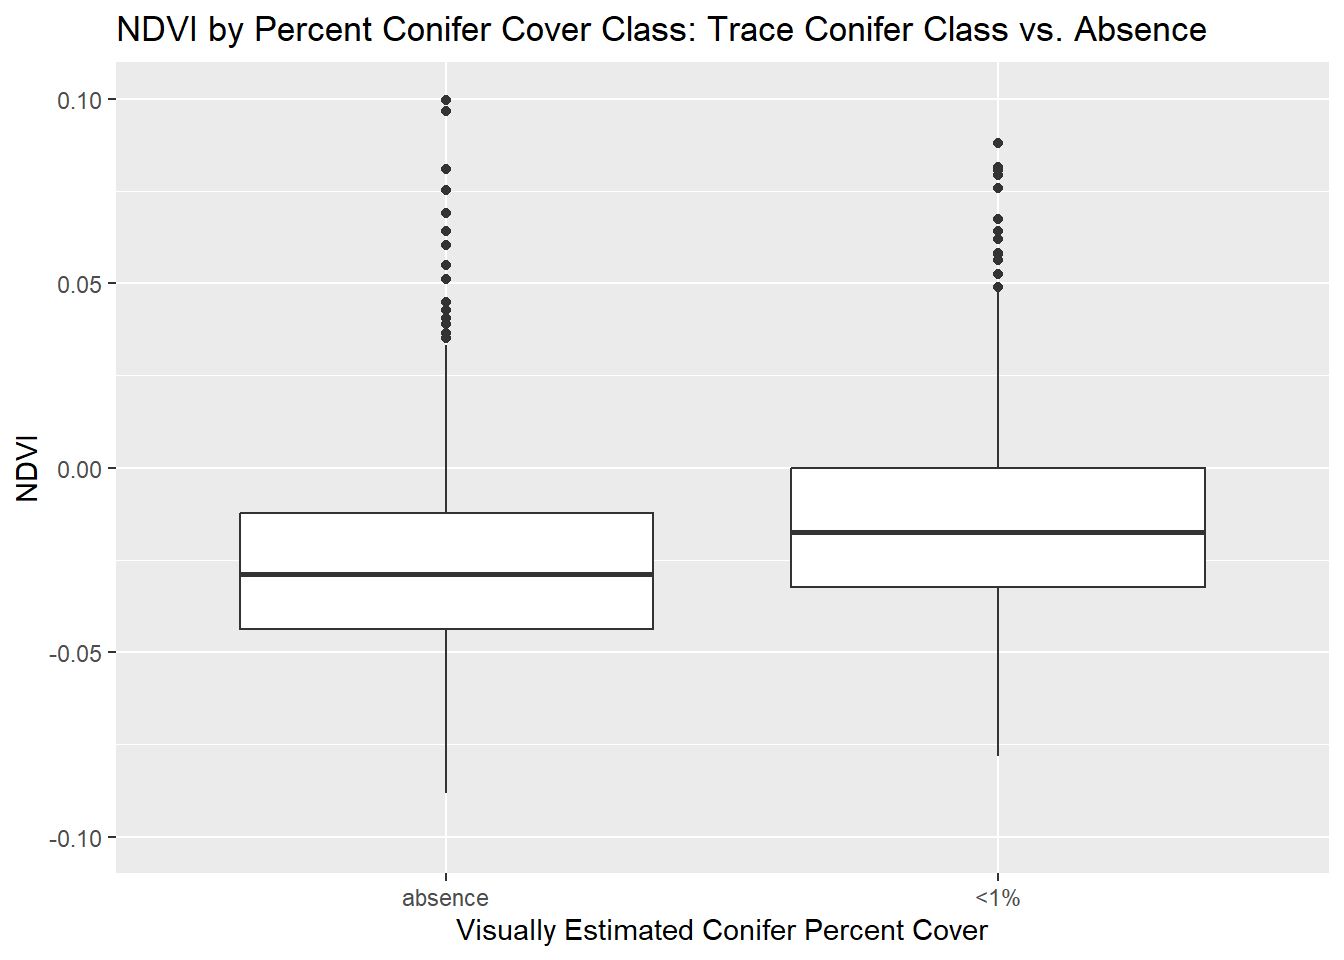 NDVI by Percent Conifer Cover Class: Trace Conifer Class vs. Absence
0.10
0.05
0.00
-0.05
-0.10
NDVI
absence <1%
Visually Estimated Conifer Percent Cover